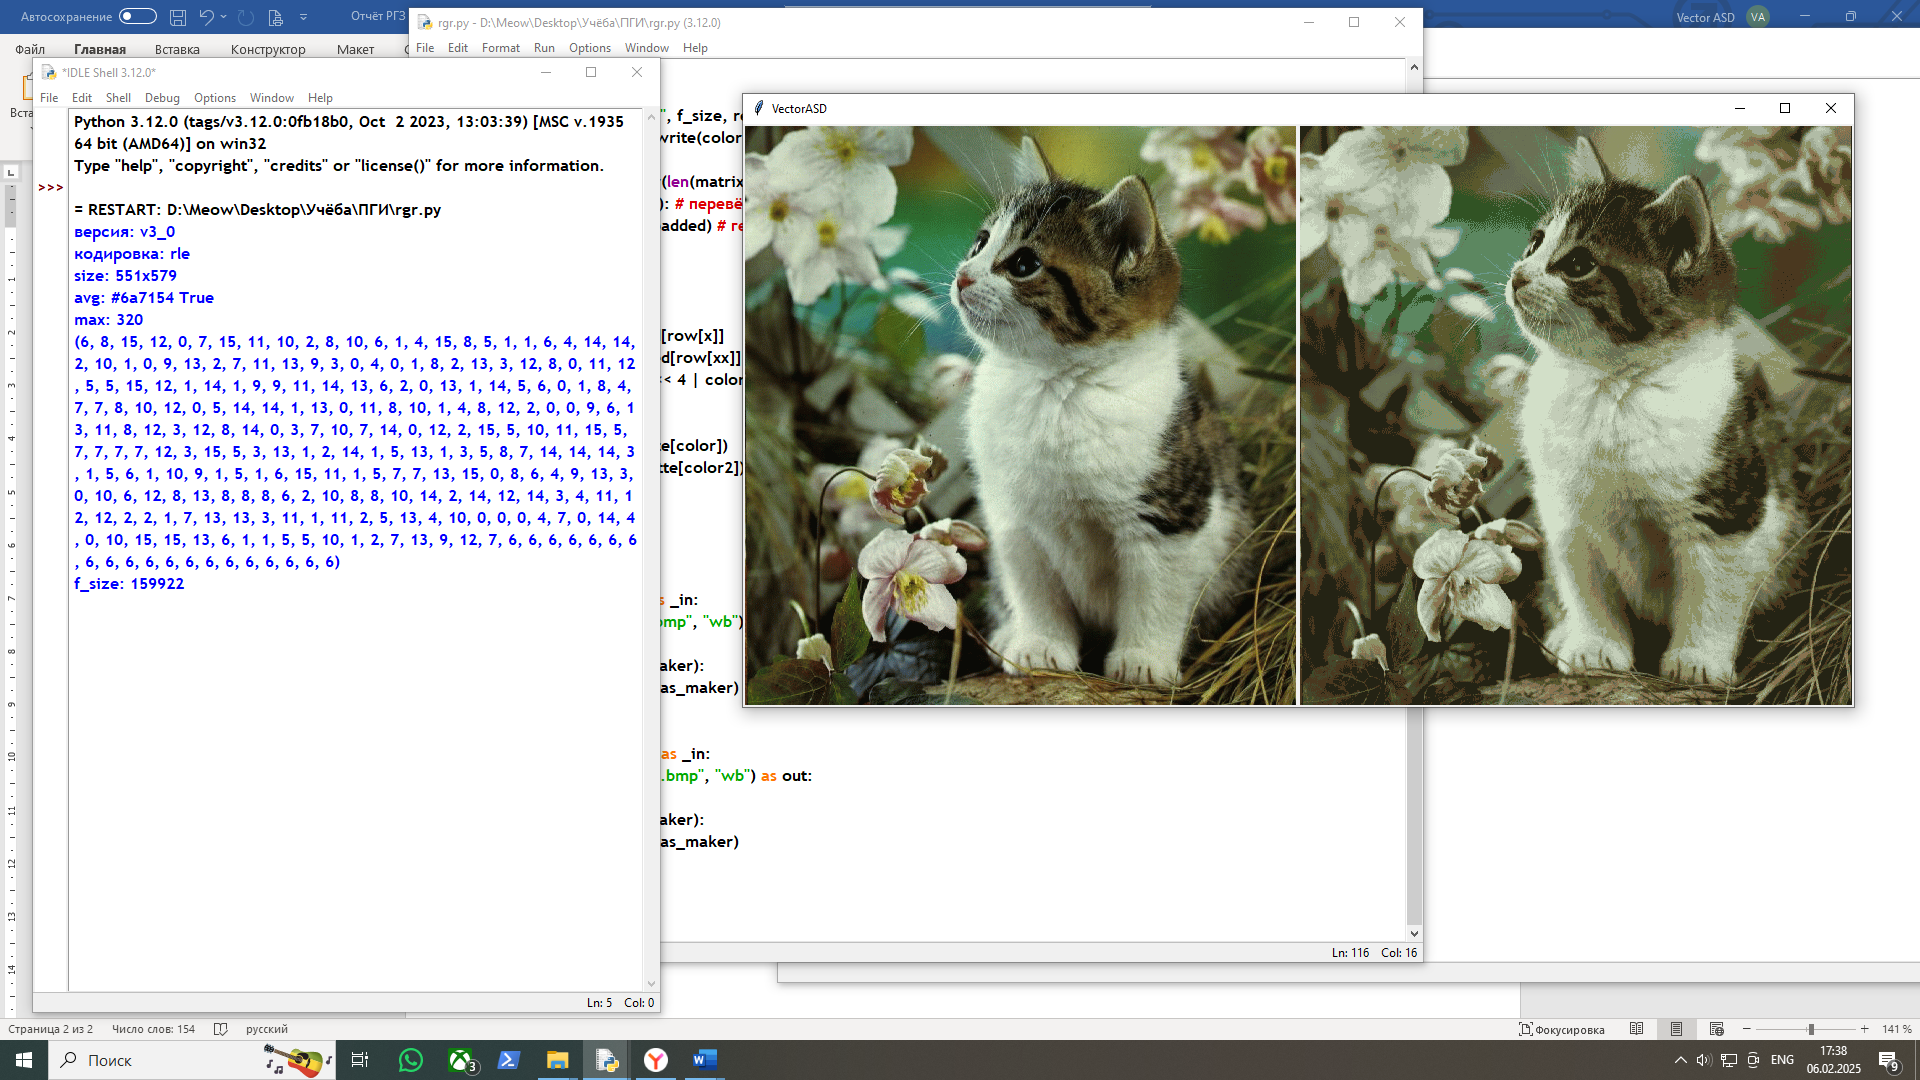 Автосохранение
Отчёт РГЗ
Vector ASD
VA
Файл Главная Вставка Конструктор Макет
rgr.py - D:\Meow\Desktop\Учёба\ПГИ\rgr.py (3.12.0)
File Edit Format Run Options Window Help
*IDLE Shell 3.12.0*
File Edit Shell Debug Options Window Help
Python 3.12.0 (tags/v3.12.0:0fb18b0, Oct  2 2023, 13:03:39) [MSC v.1935
64 bit (AMD64)] on win32
Type "help", "copyright", "credits" or "license()" for more information.
>>>
= RESTART: D:\Meow\Desktop\Учёба\ПГИ\rgr.py
версия: v3_0
кодировка: rle
size: 551x579
avg: #6a7154 True
max: 320
(6, 8, 15, 12, 0, 7, 15, 11, 10, 2, 8, 10, 6, 1, 4, 15, 8, 5, 1, 1, 6, 4, 14, 14,
2, 10, 1, 0, 9, 13, 2, 7, 11, 13, 9, 3, 0, 4, 0, 1, 8, 2, 13, 3, 12, 8, 0, 11, 12
, 5, 5, 15, 12, 1, 14, 1, 9, 9, 11, 14, 13, 6, 2, 0, 13, 1, 14, 5, 6, 0, 1, 8, 4,
7, 7, 8, 10, 12, 0, 5, 14, 14, 1, 13, 0, 11, 8, 10, 1, 4, 8, 12, 2, 0, 0, 9, 6, 1
3, 11, 8, 12, 3, 12, 8, 14, 0, 3, 7, 10, 7, 14, 0, 12, 2, 15, 5, 10, 11, 15, 5,
7, 7, 7, 7, 12, 3, 15, 5, 3, 13, 1, 2, 14, 1, 5, 13, 1, 3, 5, 8, 7, 14, 14, 14, 3
, 1, 5, 6, 1, 10, 9, 1, 5, 1, 6, 15, 11, 1, 5, 7, 7, 13, 15, 0, 8, 6, 4, 9, 13, 3,
0, 10, 6, 12, 8, 13, 8, 8, 8, 6, 2, 10, 8, 8, 10, 14, 2, 14, 12, 14, 3, 4, 11, 1
2, 12, 2, 2, 1, 7, 13, 13, 3, 11, 1, 11, 2, 5, 13, 4, 10, 0, 0, 0, 4, 7, 0, 14, 4
, 0, 10, 15, 15, 13, 6, 1, 1, 5, 5, 10, 1, 2, 7, 13, 9, 12, 7, 6, 6, 6, 6, 6, 6, 6
, 6, 6, 6, 6, 6, 6, 6, 6, 6, 6, 6, 6, 6, 6)
f_size: 159922
Ln: 5 Col: 0
", f_size, 
write(color
(len(matrix
): # перевё
added) # re
[row[x]]
d[row[xx]]
<< 4 | color
te[color])
tte[color2])
s _in:
bmp", "wb")
aker):
as_maker)
as _in:
.bmp", "wb") as out:
aker):
as_maker)
Ln: 116 Col: 16
VectorASD
Страница 2 из 2 Число слов: 154 русский
Фокусировка
141 %
Поиск
3
ENG
17:38
06.02.2025
9